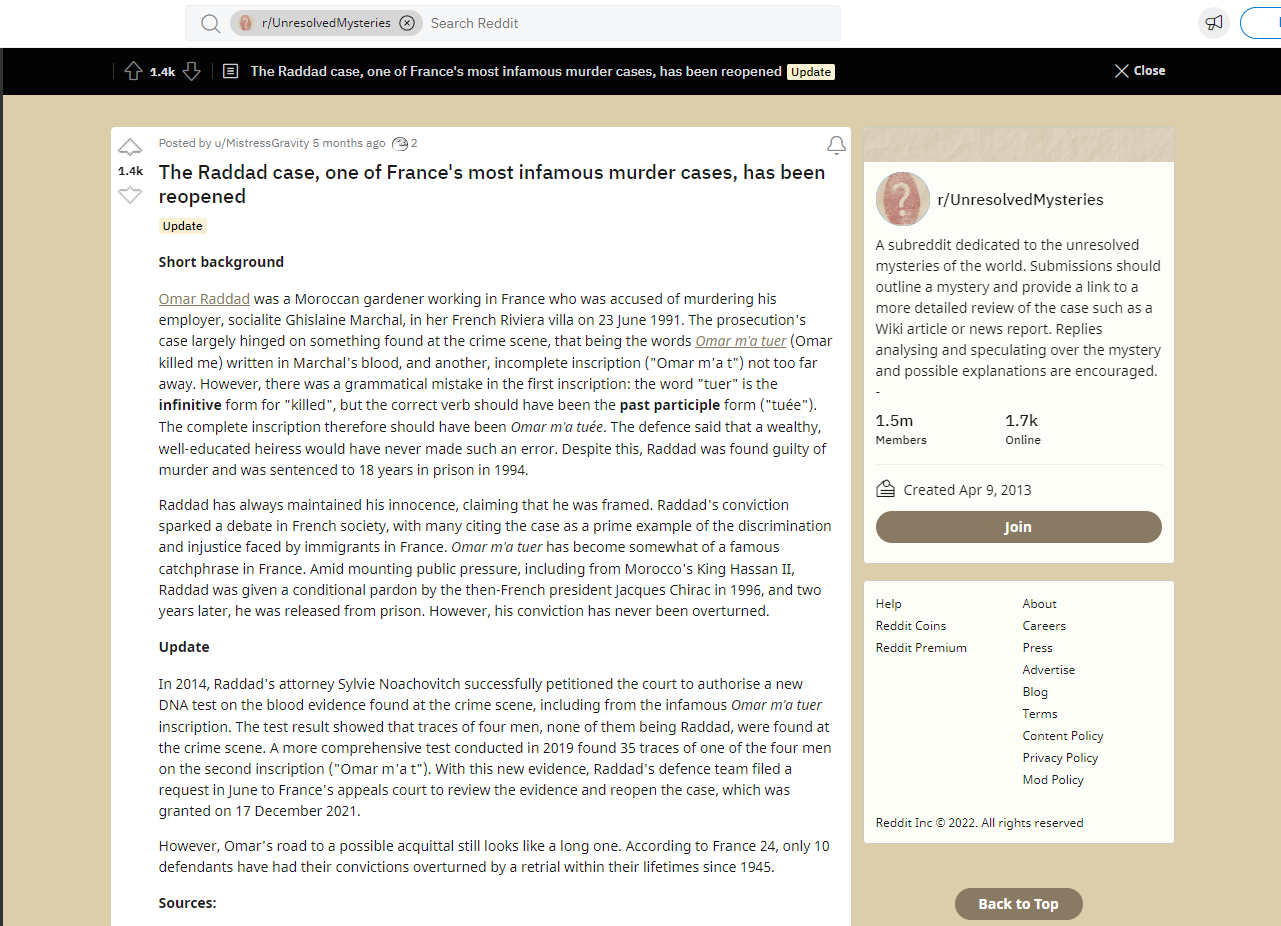 r/UnresolvedMysteries Search Reddit
1.4k The Raddad case, one of France's most infamous murder cases, has been reopened Update Close
Posted by u/MistressGravity 5 months ago 2
1.4k
The Raddad case, one of France's most infamous murder cases, has been
reopened
Update
Short background
Omar Raddad was a Moroccan gardener working in France who was accused of murdering his
employer, socialite Ghislaine Marchal, in her French Riviera villa on 23 June 1991. The prosecution's
case largely hinged on something found at the crime scene, that being the words Omar m'a tuer (Omar
killed me) written in Marchal's blood, and another, incomplete inscription ("Omar m'a t") not too far
away. However, there was a grammatical mistake in the first inscription: the word "tuer" is the
infinitive form for "killed", but the correct verb should have been the past participle form ("tuée").
The complete inscription therefore should have been Omar m'a tuée. The defence said that a wealthy,
well-educated heiress would have never made such an error. Despite this, Raddad was found guilty of
murder and was sentenced to 18 years in prison in 1994.
Raddad has always maintained his innocence, claiming that he was framed. Raddad's conviction
sparked a debate in French society, with many citing the case as a prime example of the discrimination
and injustice faced by immigrants in France. Omar m'a tuer has become somewhat of a famous
catchphrase in France. Amid mounting public pressure, including from Morocco's King Hassan II,
Raddad was given a conditional pardon by the then-French president Jacques Chirac in 1996, and two
years later, he was released from prison. However, his conviction has never been overturned.
Update
In 2014, Raddad's attorney Sylvie Noachovitch successfully petitioned the court to authorise a new
DNA test on the blood evidence found at the crime scene, including from the infamous Omar m'a tuer
inscription. The test result showed that traces of four men, none of them being Raddad, were found at
the crime scene. A more comprehensive test conducted in 2019 found 35 traces of one of the four men
on the second inscription ("Omar m'a t"). With this new evidence, Raddad's defence team filed a
request in June to France's appeals court to review the evidence and reopen the case, which was
granted on 17 December 2021.
However, Omar's road to a possible acquittal still looks like a long one. According to France 24, only 10
defendants have had their convictions overturned by a retrial within their lifetimes since 1945.
Sources:
r/UnresolvedMysteries
A subreddit dedicated to the unresolved
mysteries of the world. Submissions should
outline a mystery and provide a link to a
more detailed review of the case such as a
Wiki article or news report. Replies
analysing and speculating over the mystery
and possible explanations are encouraged.
-
1.5m 1.7k
Members Online
Created Apr 9, 2013
Join
Help About
Reddit Coins Careers
Reddit Premium Press
Advertise
Blog
Terms
Content Policy
Privacy Policy
Mod Policy
Reddit Inc © 2022. All rights reserved
Back to Top